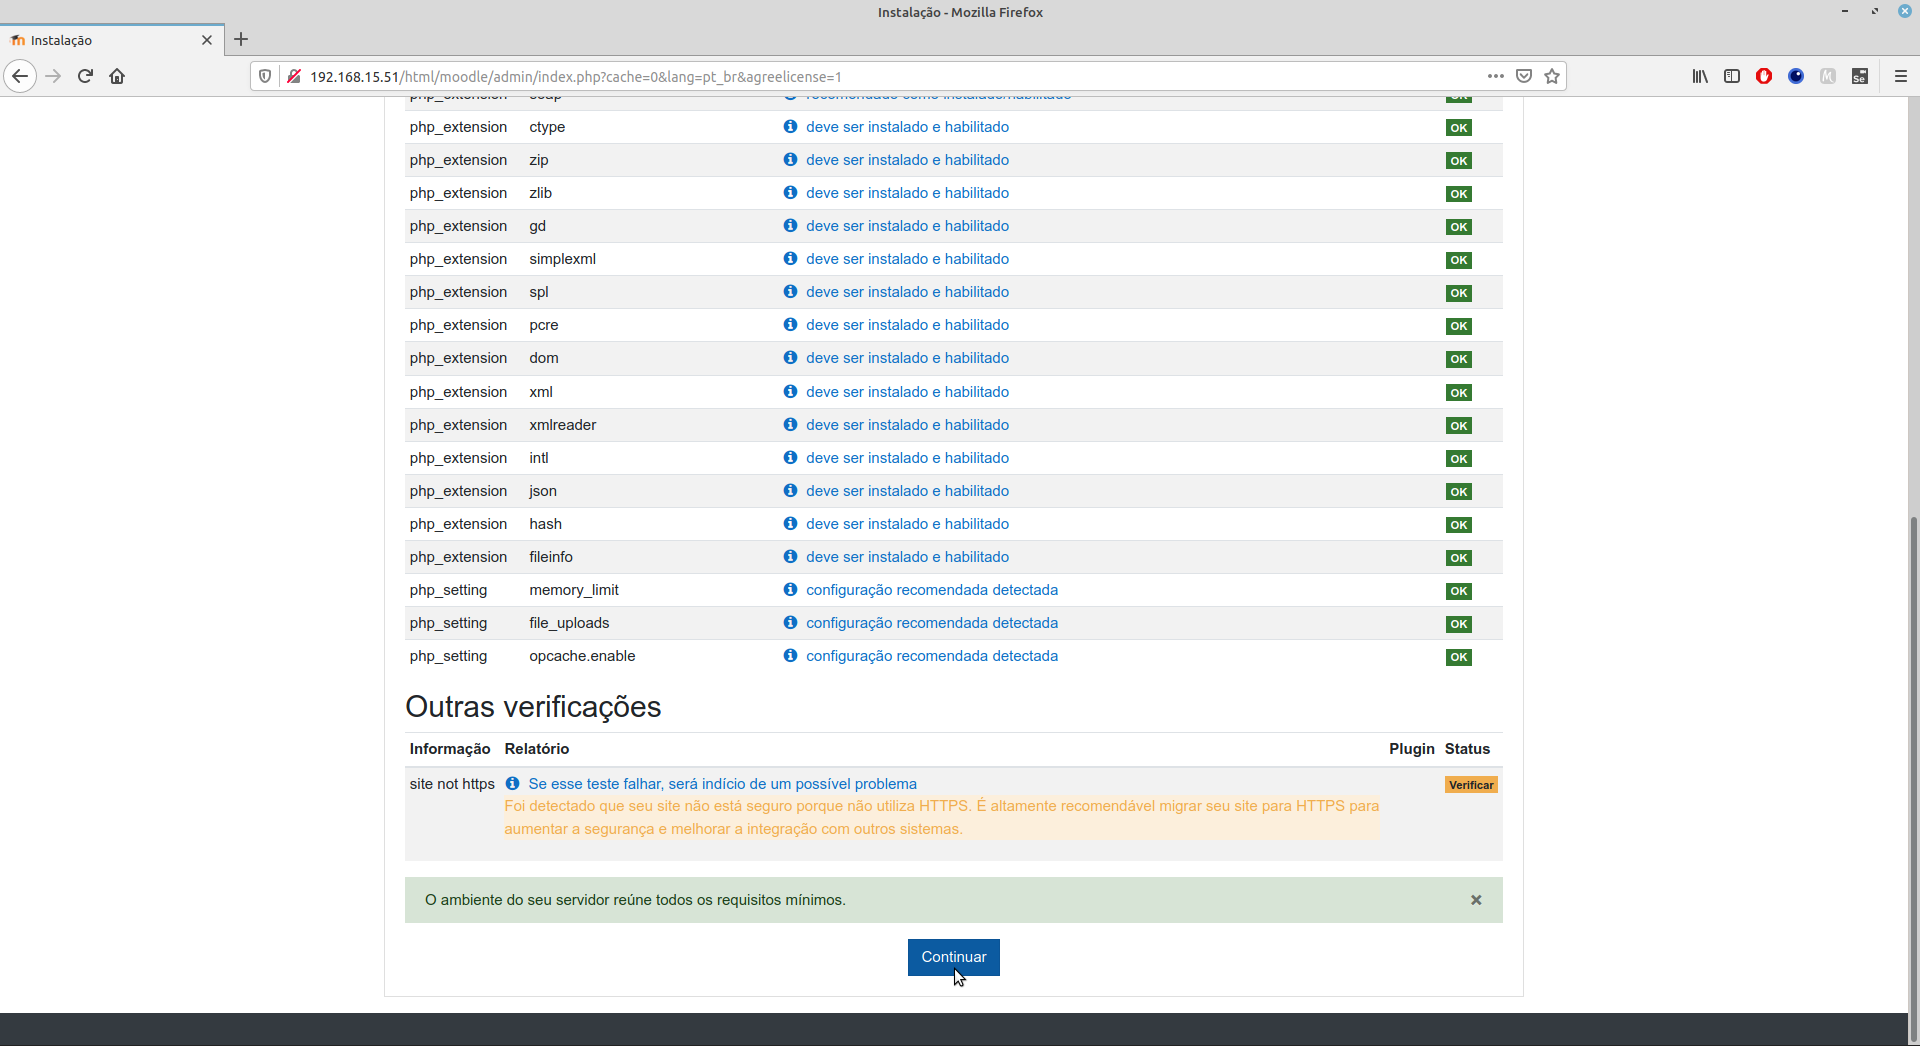 Instalação - Mozilla Firefox
Instalação
192.168.15.51/html/moodle/admin/index.php?cache=0&lang=pt_br&agreelicense=1
php_extension soap recomendado como instalado/habilitado OK
php_extension ctype deve ser instalado e habilitado OK
php_extension zip deve ser instalado e habilitado OK
php_extension zlib deve ser instalado e habilitado OK
php_extension gd deve ser instalado e habilitado OK
php_extension simplexml deve ser instalado e habilitado OK
php_extension spl deve ser instalado e habilitado OK
php_extension pcre deve ser instalado e habilitado OK
php_extension dom deve ser instalado e habilitado OK
php_extension xml deve ser instalado e habilitado OK
php_extension xmlreader deve ser instalado e habilitado OK
php_extension intl deve ser instalado e habilitado OK
php_extension json deve ser instalado e habilitado OK
php_extension hash deve ser instalado e habilitado OK
php_extension fileinfo deve ser instalado e habilitado OK
php_setting memory_limit configuração recomendada detectada OK
php_setting file_uploads configuração recomendada detectada OK
php_setting opcache.enable configuração recomendada detectada OK
Outras verificações
Informação Relatório Plugin Status
site not https Se esse teste falhar, será indício de um possível problema Verificar
Foi detectado que seu site não está seguro porque não utiliza HTTPS. É altamente recomendável migrar seu site para HTTPS para
aumentar a segurança e melhorar a integração com outros sistemas.
O ambiente do seu servidor reúne todos os requisitos mínimos.
Continuar